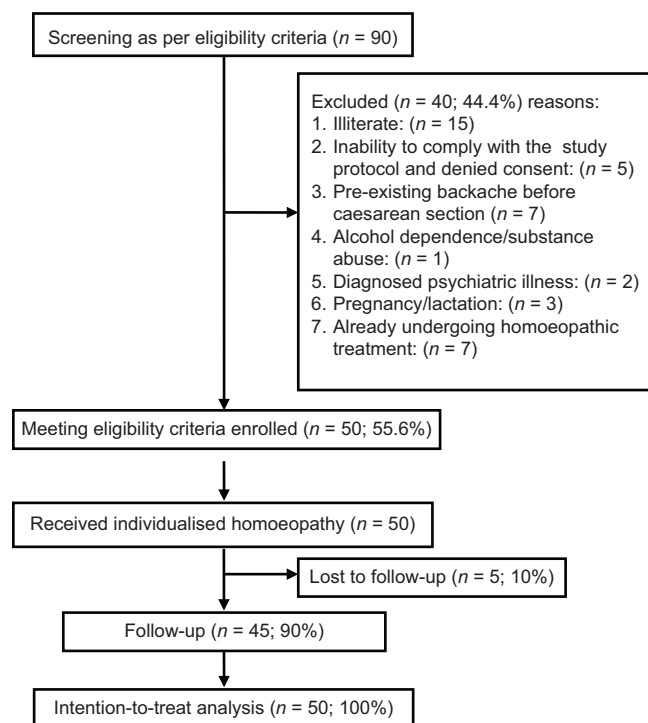 Screening as per eligibility criteria (n = 90)
Excluded (n = 40; 44.4%) reasons:
1. Illiterate: (n = 15)
2. Inability to comply with the study
protocol and denied consent: (n = 5)
3. Pre-existing backache before
caesarean section (n = 7)
4. Alcohol dependence/substance
abuse: (n = 1)
5. Diagnosed psychiatric illness: (n = 2)
6. Pregnancy/lactation: (n = 3)
7. Already undergoing homoeopathic
treatment: (n = 7)
Meeting eligibility criteria enrolled (n = 50; 55.6%)
Received individualised homoeopathy (n = 50)
Lost to follow-up (n = 5; 10%)
Follow-up (n = 45; 90%)
Intention-to-treat analysis (n = 50; 100%)